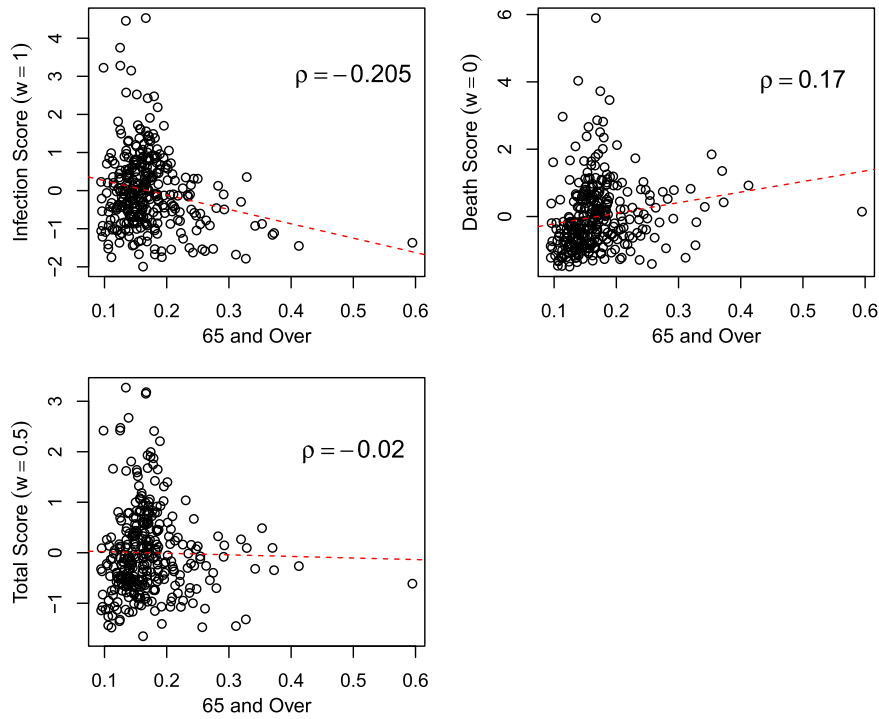 Infection Score (w = 1)
4
3
2
1
0
−1
−2
ρ = −0.205
0.1 0.2 0.3 0.4 0.5 0.6
65 and Over
Death Score (w = 0)
6
4
2
0
ρ = 0.17
0.1 0.2 0.3 0.4 0.5 0.6
65 and Over
Total Score (w = 0.5)
3
2
1
0
−1
ρ = −0.02
0.1 0.2 0.3 0.4 0.5 0.6
65 and Over